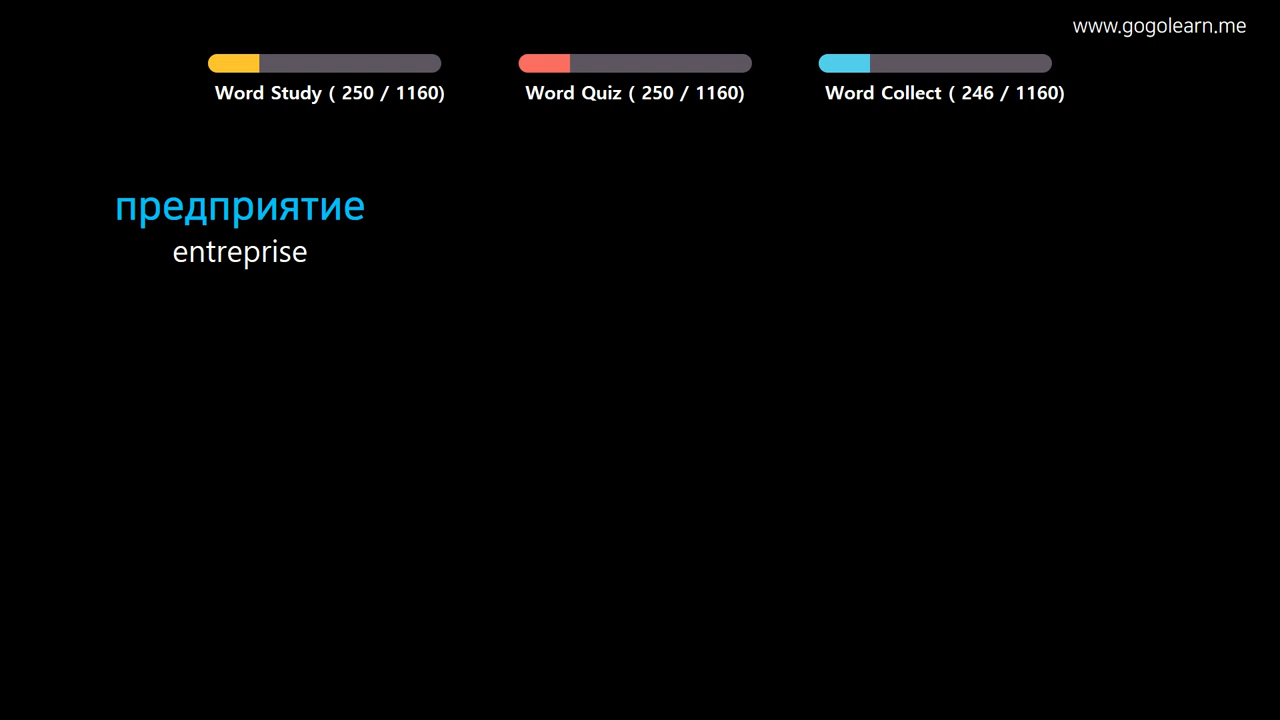 www.gogolearn.me
Word Study ( 250 / 1160)
Word Quiz ( 250 / 1160)
Word Collect ( 246 / 1160)
предприятие
entreprise